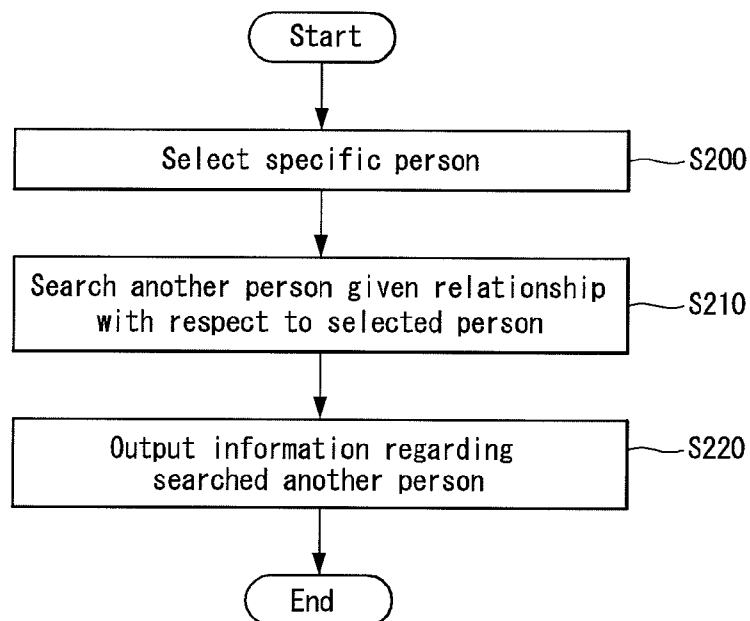 Start
Select specific person
S200
Search another person given relationship
with respect to selected person
S210
Output information regarding
searched another person
S220
End